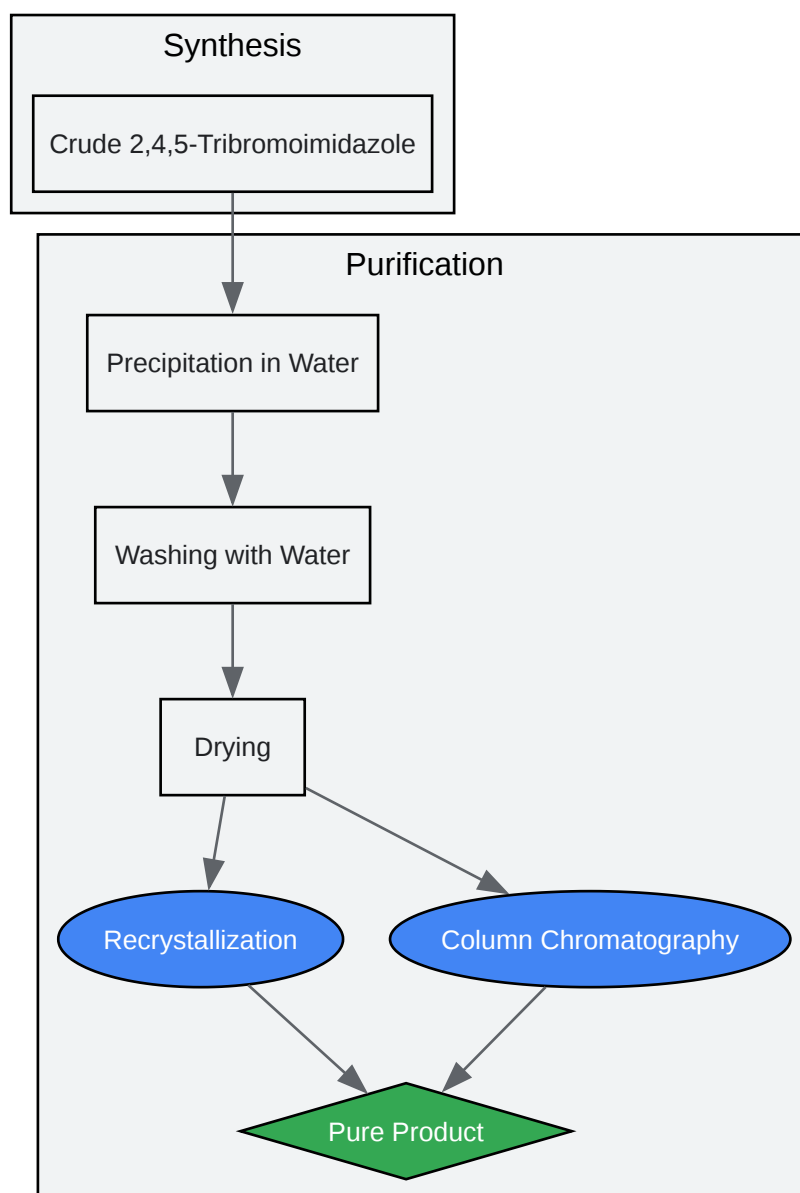 Synthesis
Crude 2,4,5-Tribromoimidazole
Purification
Precipitation in Water
Washing with Water
Drying
Recrystallization
Column Chromatography
Pure Product